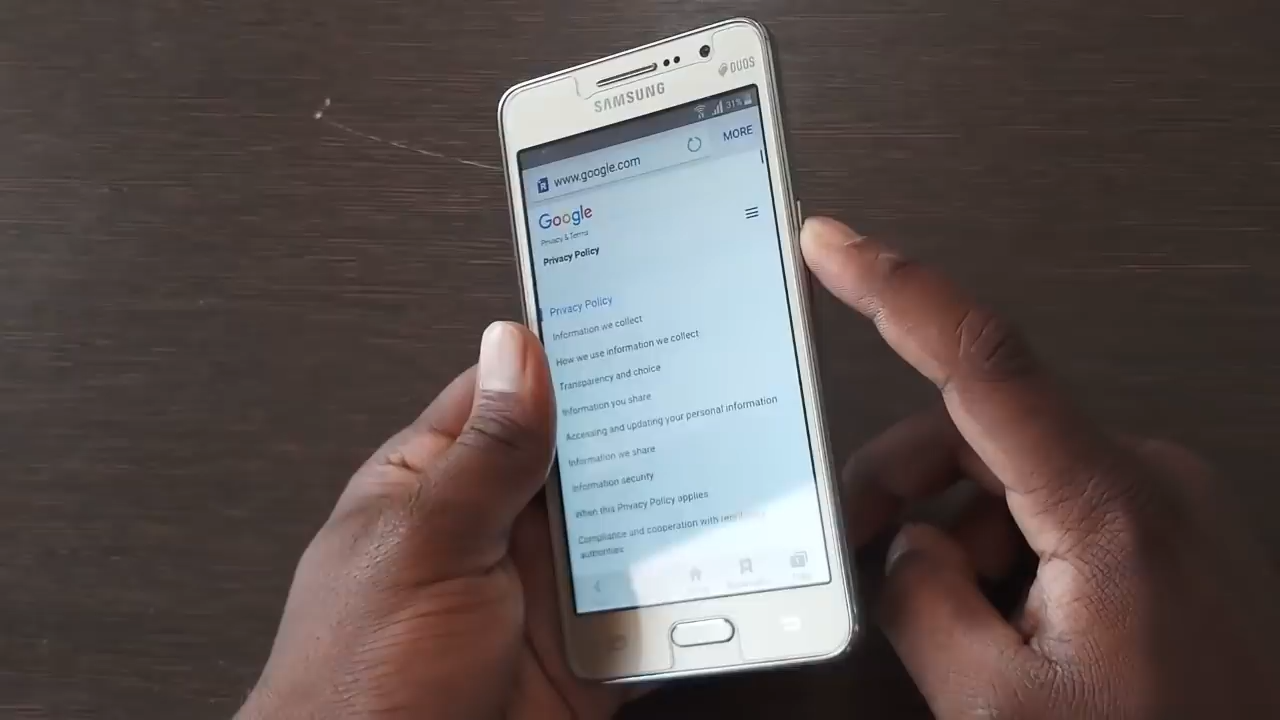 DUOS
SAMSUNG
31%
www.google.com
MORE
Google
Privacy & Terms
Privacy Policy
Privacy Policy
Information we collect
How we use information we collect
Transparency and choice
Information you share
Accessing and updating your personal information
Information we share
Information security
When this Privacy Policy applies
Compliance and cooperation with
authorities